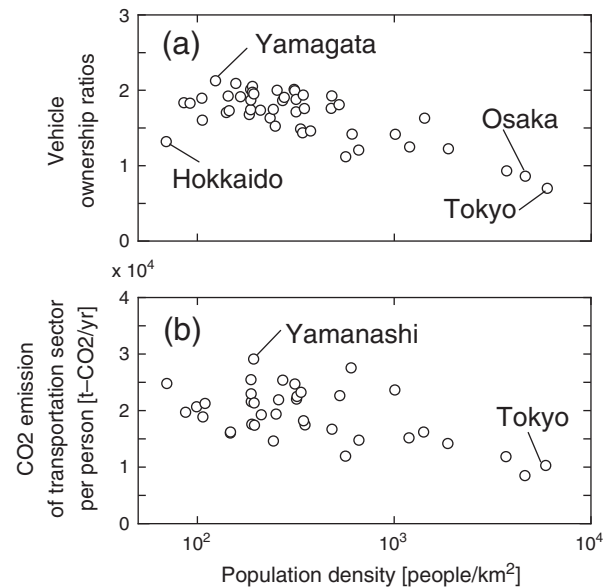 (a)
Yamagata
Hokkaido
Osaka
Tokyo
Vehicle
ownership ratios
3
2
1
0
x 10^4
(b)
Yamanashi
Tokyo
CO2 emission
of transportation sector
per person [t–CO2/yr]
4
3
2
1
0
10^2
10^3
10^4
Population density [people/km^2]